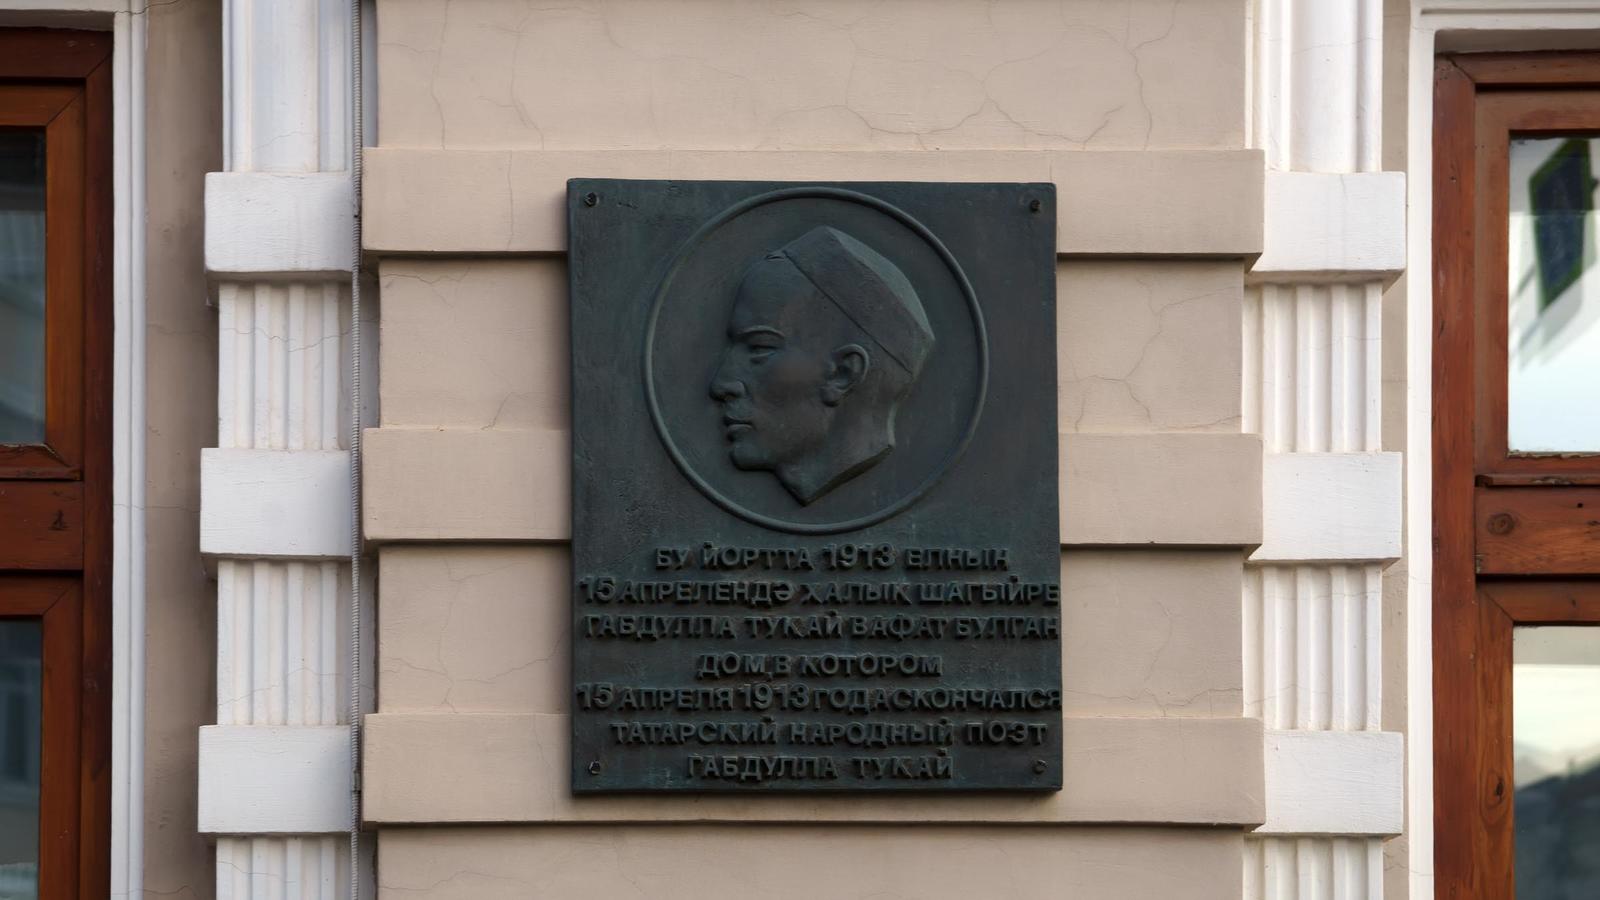 БУ ЙОРТТА 1913 ЕЛНЫҢ
15 АПРЕЛЕНДӘ ХАЛЫК ШАГЫЙРЕ
ГАБДУЛЛА ТУКАЙ ВАФАТ БУЛГАН
ДОМ, В КОТОРОМ
15 АПРЕЛЯ 1913 ГОДА СКОНЧАЛСЯ
ТАТАРСКИЙ НАРОДНЫЙ ПОЭТ
ГАБДУЛЛА ТУКАЙ